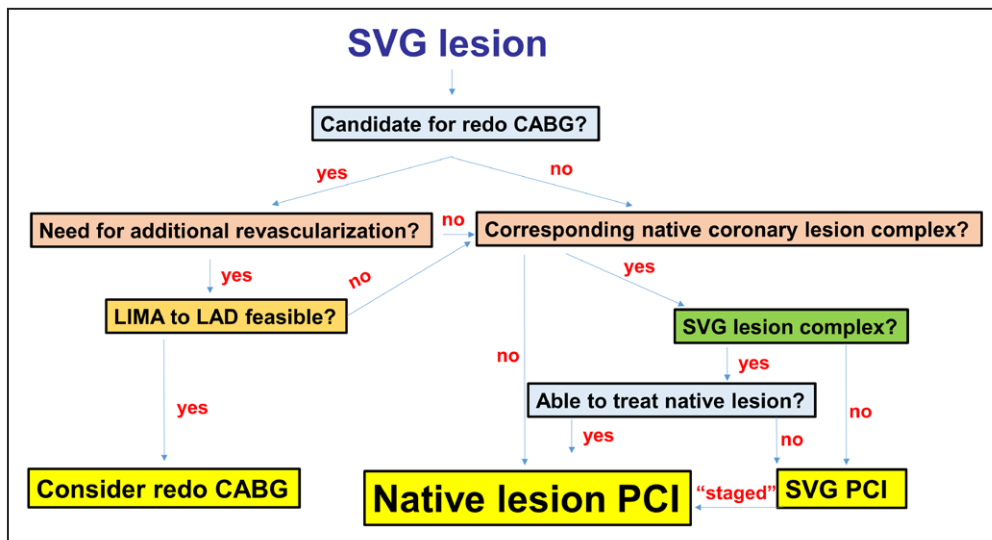 SVG lesion
Candidate for redo CABG?
yes
no
Need for additional revascularization?
no
Corresponding native coronary lesion complex?
yes
no
yes
LIMA to LAD feasible?
SVG lesion complex?
no
yes
Able to treat native lesion?
yes
no
yes
no
Consider redo CABG
Native lesion PCI
“staged”
SVG PCI